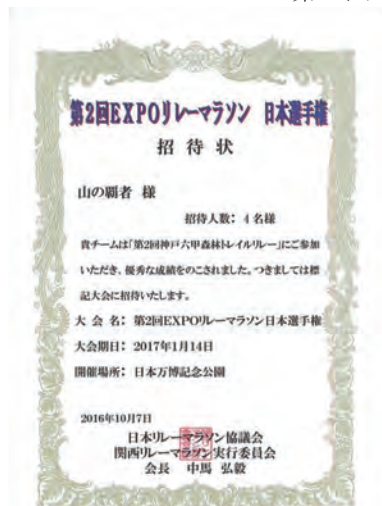 第2回EXPOリレーマラソン 日本選手権
招待状
山の覇者 様
招待人数: 4名様
貴チームは「第2回神戸六甲森林トレイルリレー」にご参加
いただき、優秀な成績をのこされました。つきましては標
記大会に招待いたします。
大会名: 第2回EXPOリレーマラソン日本選手権
大会期日: 2017年1月14日
開催場所: 日本万博記念公園
2016年10月7日
日本リレーマラソン協議会
関西リレーマラソン実行委員会
会長 中馬 弘毅